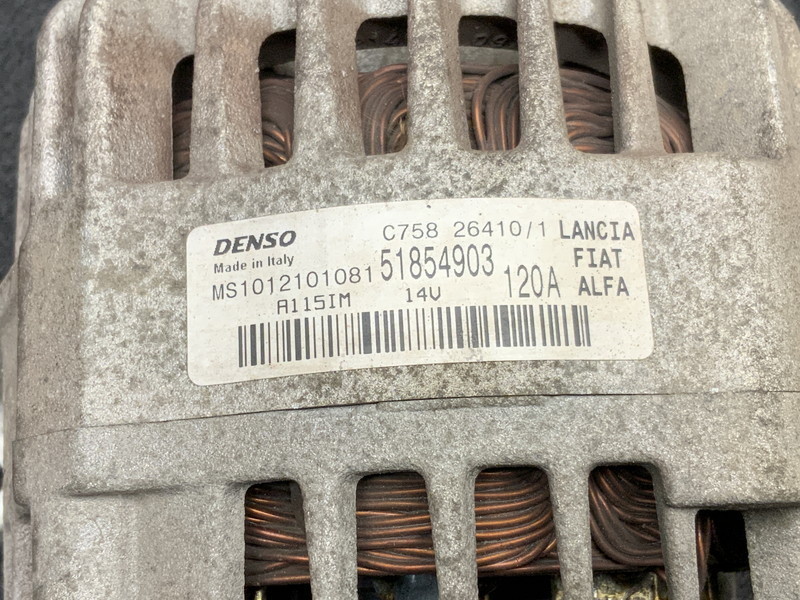 DENSO
Made in Italy
C758 26410/1
MS1012101081 51854903
A115IM 14V 120A
LANCIA
FIAT
ALFA